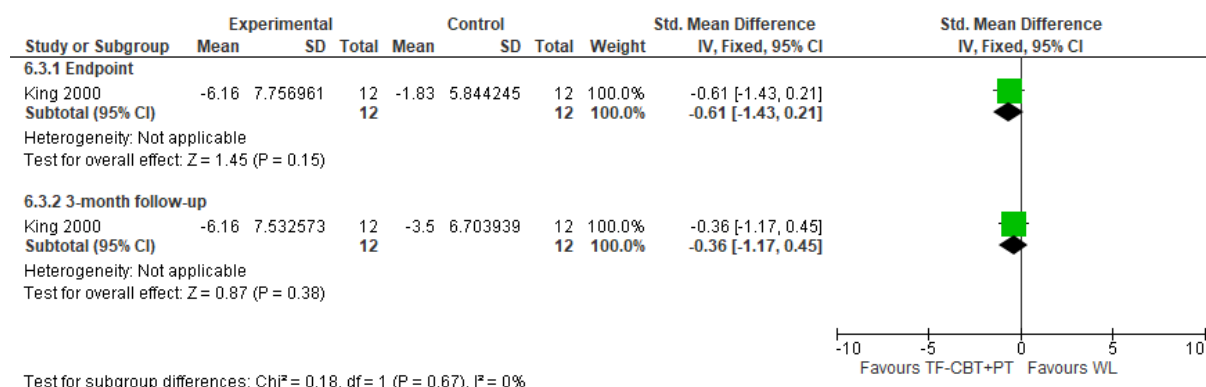 Experimental Control Std. Mean Difference Std. Mean Difference
Study or Subgroup Mean SD Total Mean SD Total Weight IV, Fixed, 95% CI IV, Fixed, 95% CI
6.3.1 Endpoint
King 2000 -6.16 7.756961 12 -1.83 5.844245 12 100.0% -0.61 [-1.43, 0.21]
Subtotal (95% CI) 12 12 100.0% -0.61 [-1.43, 0.21]
Heterogeneity: Not applicable
Test for overall effect: Z = 1.45 (P = 0.15)
6.3.2 3-month follow-up
King 2000 -6.16 7.532573 12 -3.5 6.703939 12 100.0% -0.36 [-1.17, 0.45]
Subtotal (95% CI) 12 12 100.0% -0.36 [-1.17, 0.45]
Heterogeneity: Not applicable
Test for overall effect: Z = 0.87 (P = 0.38)
-10 -5 0 5 10
Favours TF-CBT+PT Favours WL
Test for subgroup differences: Chi² = 0.18, df = 1 (P = 0.67), I² = 0%